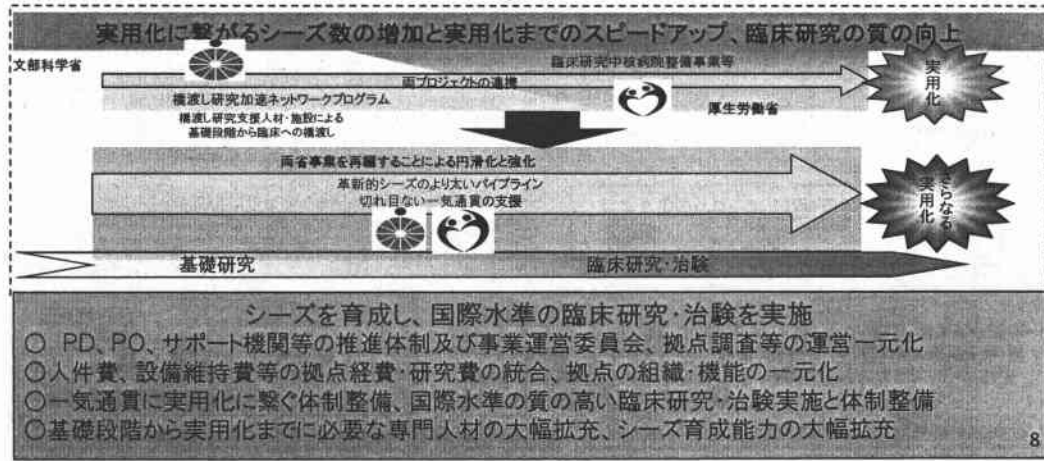 実用化に繋がるシーズ数の増加と実用化までのスピードアップ、臨床研究の質の向上
文部科学省
臨床研究中核病院整備事業等
両プロジェクトの連携
実用化
橋渡し研究加速ネットワークプログラム
厚生労働省
橋渡し研究支援人材・施設による
基礎段階から臨床への橋渡し
両省事業を再編することによる円滑化と強化
革新的シーズのより太いパイプライン
切れ目ない一気通貫の支援
さらなる
実用化
基礎研究
臨床研究・治験
シーズを育成し、国際水準の臨床研究・治験を実施
○ PD、PO、サポート機関等の推進体制及び事業運営委員会、拠点調査等の運営一元化
○人件費、設備維持費等の拠点経費・研究費の統合、拠点の組織・機能の一元化
○一気通貫に実用化に繋ぐ体制整備、国際水準の質の高い臨床研究・治験実施と体制整備
○基礎段階から実用化までに必要な専門人材の大幅拡充、シーズ育成能力の大幅拡充
8